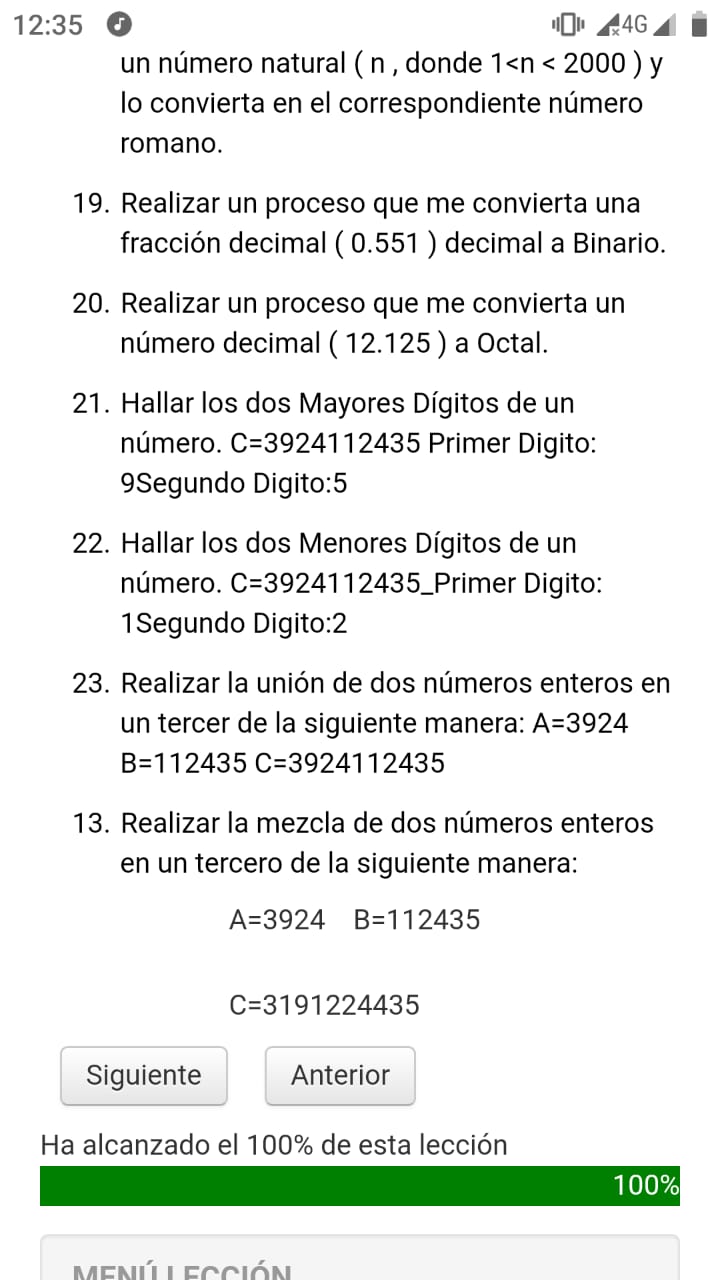 12:35
4G
un número natural ( n , donde 1<n < 2000 ) y
lo convierta en el correspondiente número
romano.
19. Realizar un proceso que me convierta una
fracción decimal ( 0.551 ) decimal a Binario.
20. Realizar un proceso que me convierta un
número decimal ( 12.125 ) a Octal.
21. Hallar los dos Mayores Dígitos de un
número. C=3924112435 Primer Digito:
9Segundo Digito:5
22. Hallar los dos Menores Dígitos de un
número. C=3924112435_Primer Digito:
1Segundo Digito:2
23. Realizar la unión de dos números enteros en
un tercer de la siguiente manera: A=3924
B=112435 C=3924112435
13. Realizar la mezcla de dos números enteros
en un tercero de la siguiente manera:
A=3924 B=112435
C=3191224435
Siguiente Anterior
Ha alcanzado el 100% de esta lección
100%
MENÚ LECCIÓN